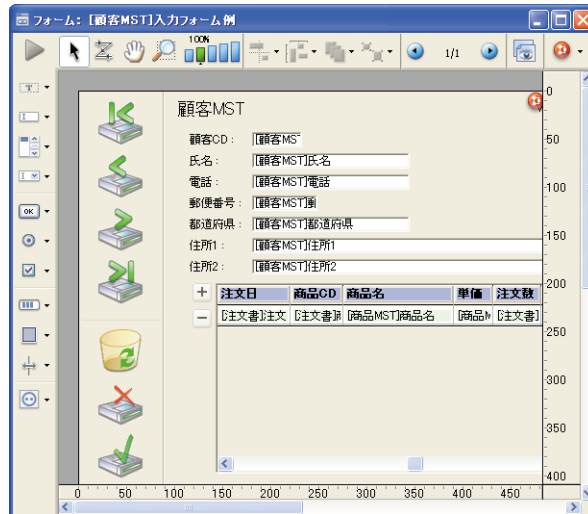 フォーム: [顧客MST]入力フォーム例
100%
1/1
T
I
I
OK
0
顧客MST
顧客CD : [顧客MS
50
氏名 : [顧客MST]氏名
電話 : [顧客MST]電話
100
郵便番号 : [顧客MST]郵
都道府県 : [顧客MST]都道府県
150
住所1: [顧客MST]住所1
住所2: [顧客MST]住所2
200
注文日 商品CD 商品名 単価 注文数
[注文書]注文 [注文書] [商品MST]商品名 [商品M [注文書]
250
300
350
400
0 50 100 150 200 250 300 350 400 450